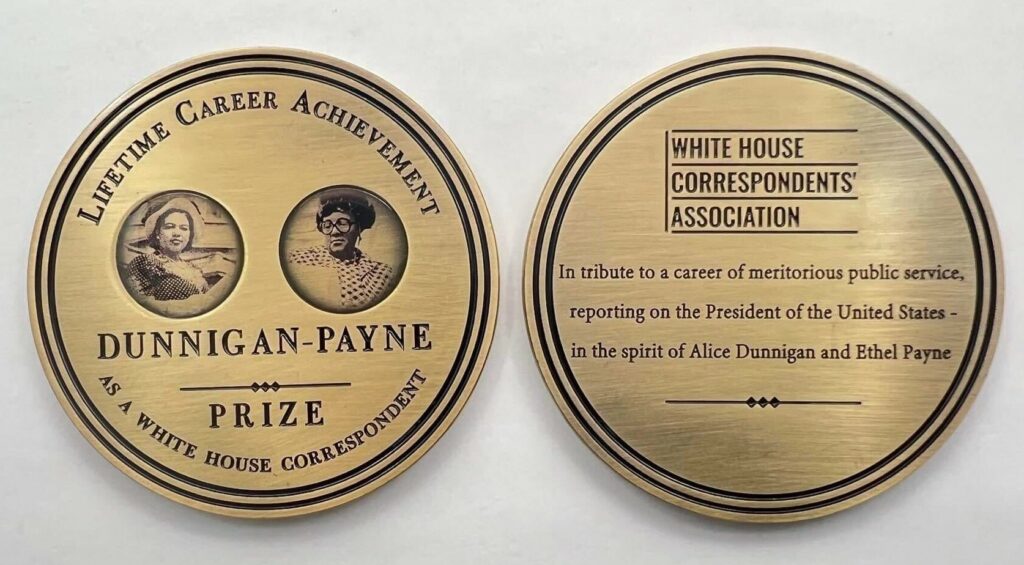 LIFETIME CAREER ACHIEVEMENT
DUNNIGAN-PAYNE
PRIZE
AS A WHITE HOUSE CORRESPONDENT
WHITE HOUSE
CORRESPONDENTS'
ASSOCIATION
In tribute to a career of meritorious public service,
reporting on the President of the United States -
in the spirit of Alice Dunnigan and Ethel Payne